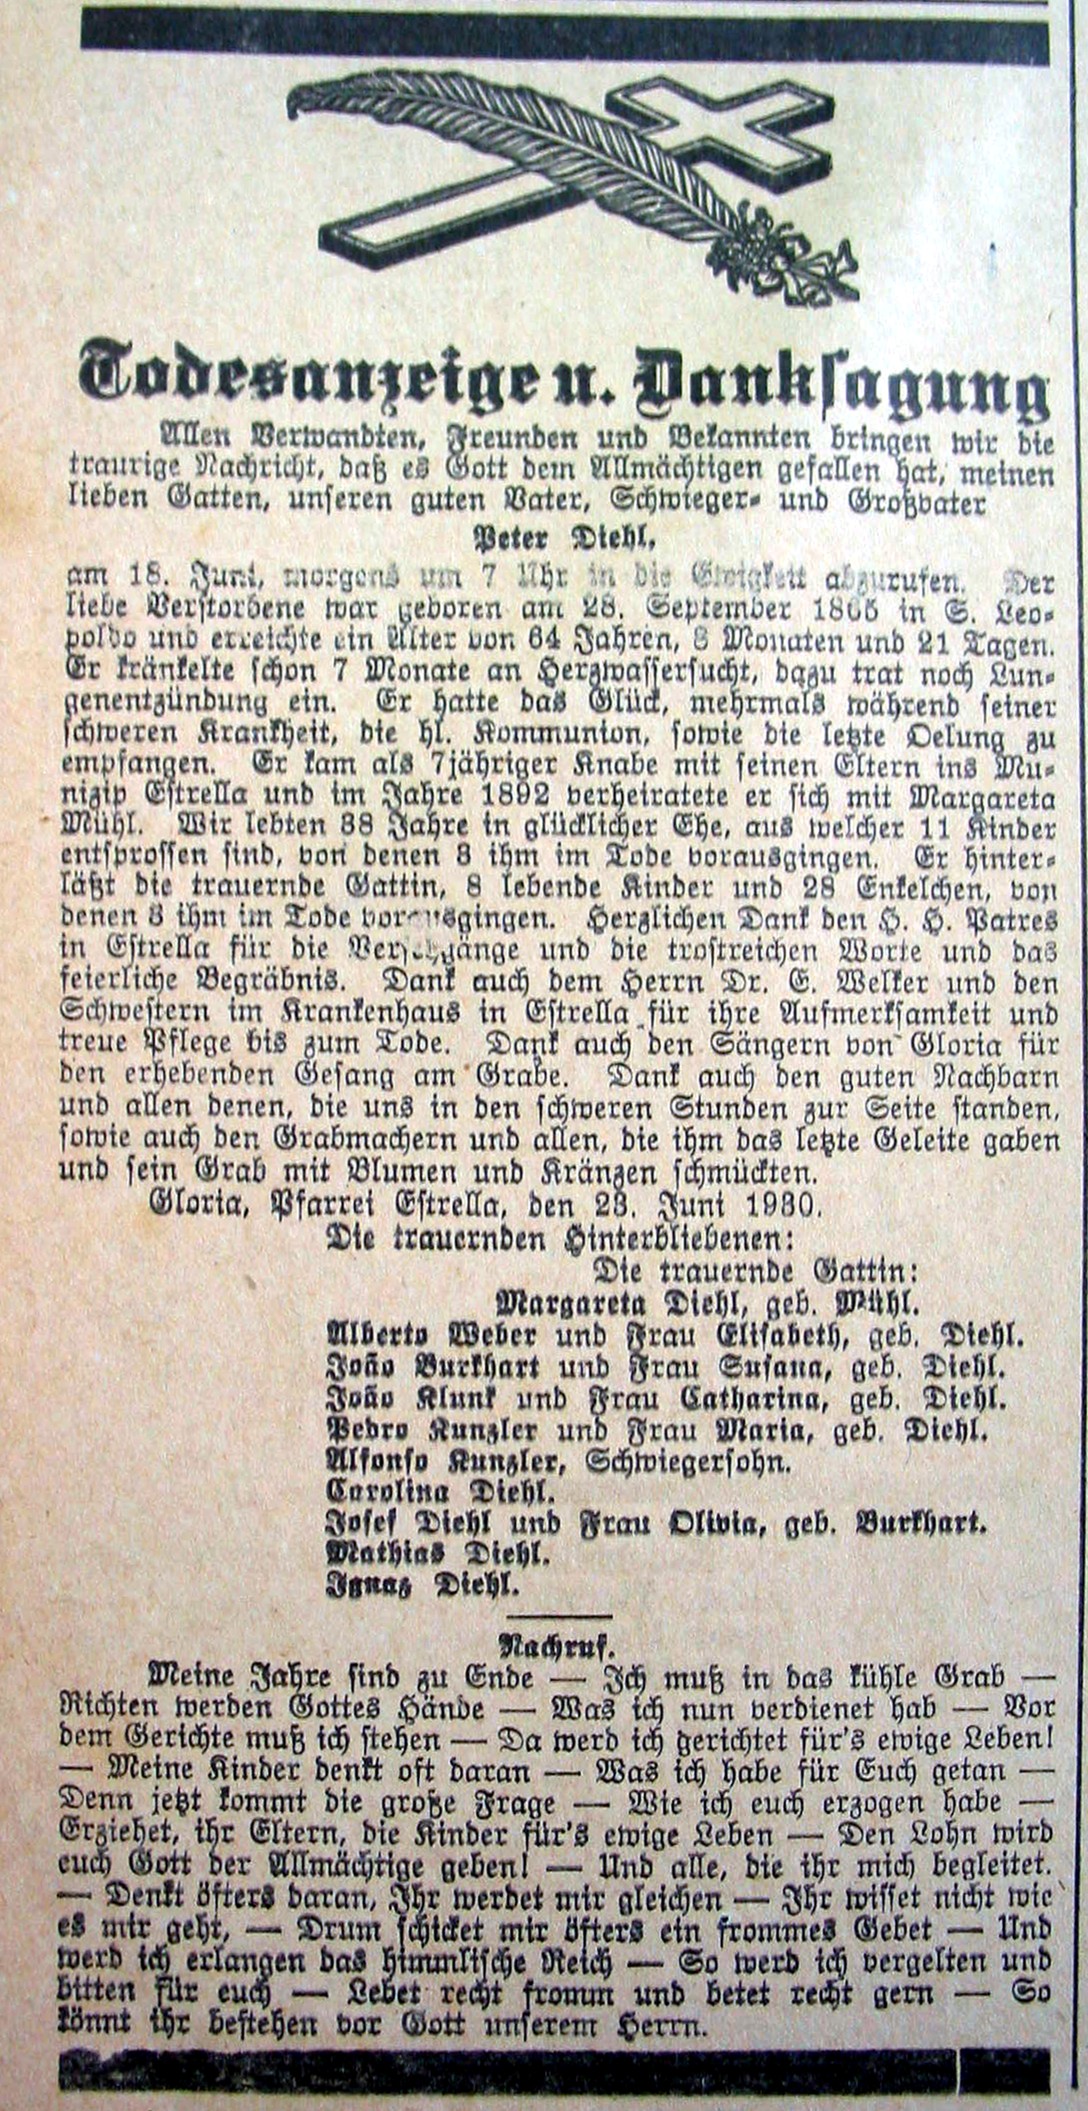 Todesanzeige u. Danksagung
Allen Verwandten, Freunden und Bekannten bringen wir die
traurige Nachricht, daß es Gott dem Allmächtigen gefallen hat, meinen
lieben Gatten, unseren guten Vater, Schwieger- und Großvater
Peter Diehl,
am 18. Juni, morgens um 7 Uhr in die Ewigkeit abzurufen. Der
liebe Verstorbene war geboren am 28. September 1865 in S. Leo-
poldo und erreichte ein Alter von 64 Jahren, 8 Monaten und 21 Tagen.
Er kränkelte schon 7 Monate an Herzwassersucht, dazu trat noch Lun-
genentzündung ein. Er hatte das Glück, mehrmals während seiner
schweren Krankheit, die hl. Kommunion, sowie die letzte Oelung zu
empfangen. Er kam als 7jähriger Knabe mit seinen Eltern ins Mu-
nizip Estrella und im Jahre 1892 verheiratete er sich mit Margareta
Mühl. Wir lebten 38 Jahre in glücklicher Ehe, aus welcher 11 Kinder
entsprossen sind, von denen 3 ihm im Tode vorausgingen. Er hinter-
läßt die trauernde Gattin, 8 lebende Kinder und 28 Enkelchen, von
denen 3 ihm im Tode vorausgingen. Herzlichen Dank den H. H. Patres
in Estrella für die Versehgänge und die trostreichen Worte und das
feierliche Begräbnis. Dank auch dem Herrn Dr. E. Welker und den
Schwestern im Krankenhaus in Estrella für ihre Aufmerksamkeit und
treue Pflege bis zum Tode. Dank auch den Sängern von Gloria für
den erhebenden Gesang am Grabe. Dank auch den guten Nachbarn
und allen denen, die uns in den schweren Stunden zur Seite standen,
sowie auch den Grabmachern und allen, die ihm das letzte Geleite gaben
und sein Grab mit Blumen und Kränzen schmückten.
Gloria, Pfarrei Estrella, den 23. Juni 1930.
Die trauernden Hinterbliebenen:
Die trauernde Gattin:
Margareta Diehl, geb. Mühl.
Alberto Weber und Frau Elisabeth, geb. Diehl.
João Burkhart und Frau Susana, geb. Diehl.
João Klunk und Frau Catharina, geb. Diehl.
Pedro Kunzler und Frau Maria, geb. Diehl.
Alfonso Kunzler, Schwiegersohn.
Carolina Diehl.
Josef Diehl und Frau Olivia, geb. Burkhart.
Mathias Diehl.
Ignaz Diehl.
Nachruf.
Meine Jahre sind zu Ende — Ich muß in das kühle Grab —
Richten werden Gottes Hände — Was ich nun verdienet hab — Vor
dem Gerichte muß ich stehen — Da werd ich gerichtet für's ewige Leben!
— Meine Kinder denkt oft daran — Was ich habe für Euch getan —
Denn jetzt kommt die große Frage — Wie ich euch erzogen habe —
Erziehet, ihr Eltern, die Kinder für's ewige Leben — Den Lohn wird
euch Gott der Allmächtige geben! — Und alle, die ihr mich begleitet.
— Denkt öfters daran, Ihr werdet mir gleichen — Ihr wisset nicht wie
es mir geht, — Drum schicket mir öfters ein frommes Gebet — Und
werd ich erlangen das himmlische Reich — So werd ich vergelten und
bitten für euch — Lebet recht fromm und betet recht gern — So
könnt ihr bestehen vor Gott unserem Herrn.